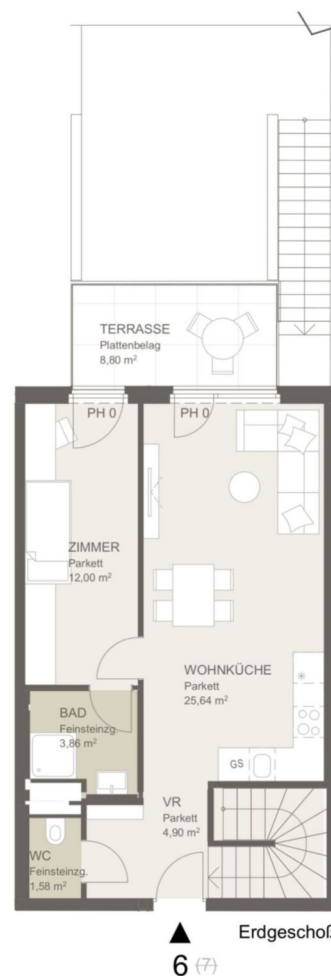 TERRASSE
Plattenbelag
8,80 m²
PH 0
PH 0
ZIMMER
Parkett
12,00 m²
WOHNKÜCHE
Parkett
25,64 m²
BAD
Feinsteinzg.
3,86 m²
GS
VR
Parkett
4,90 m²
WC
Feinsteinzg.
1,58 m²
Erdgeschoß
6 (7)